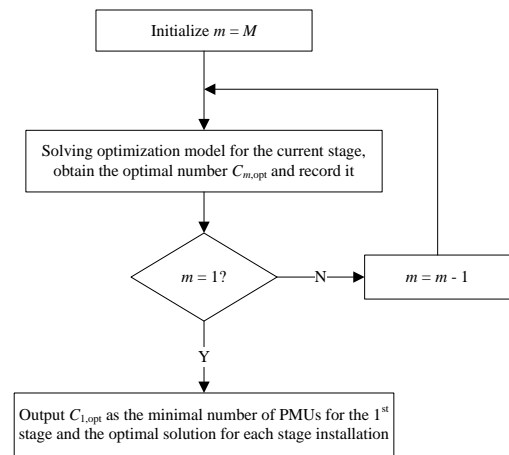 Initialize m = M
Solving optimization model for the current stage,
obtain the optimal number Cm,opt and record it
m = 1?
N
m = m - 1
Y
Output C1,opt as the minimal number of PMUs for the 1st
stage and the optimal solution for each stage installation